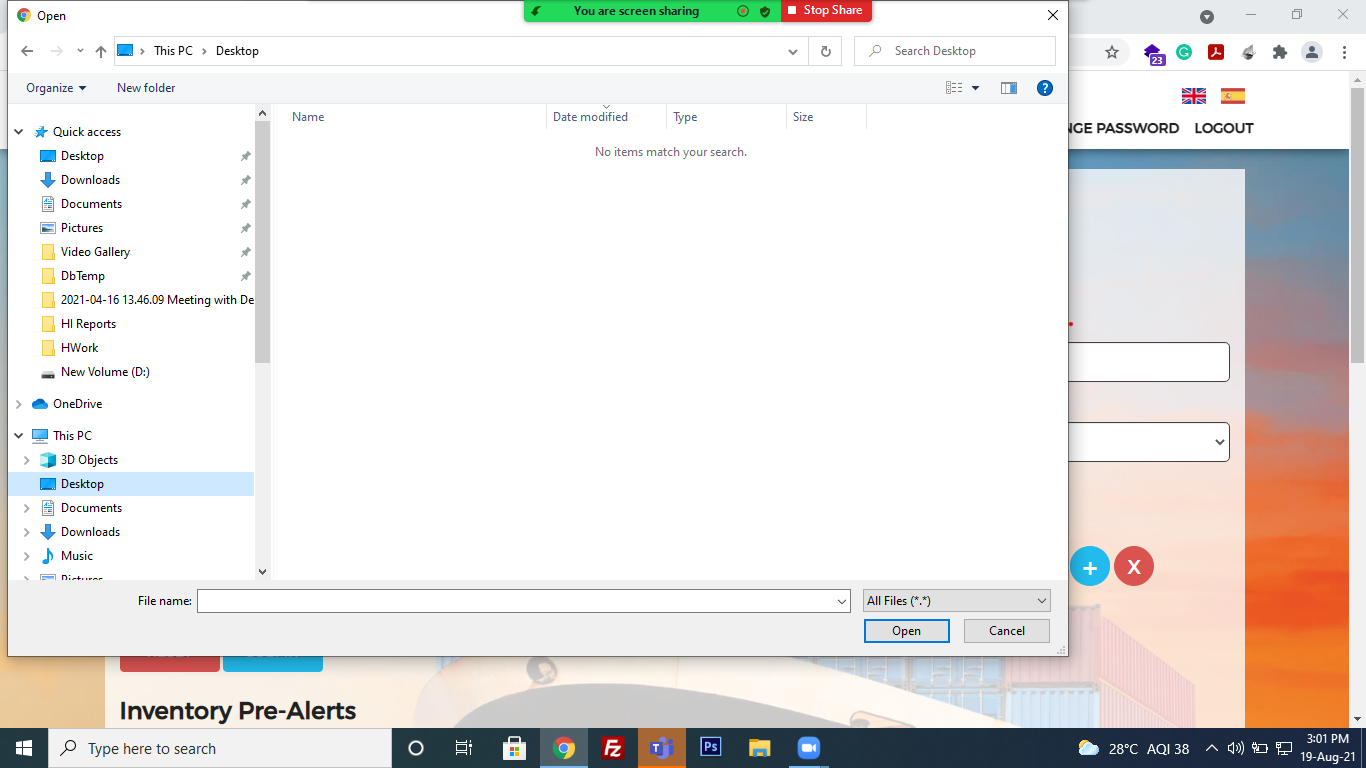 Open
You are screen sharing
Stop Share
This PC
Desktop
Search Desktop
23
Organize
New folder
?
Name
Date modified
Type
Size
No items match your search.
Quick access
Desktop
Downloads
Documents
Pictures
Video Gallery
DbTemp
2021-04-16 13.46.09 Meeting with De
HI Reports
HWork
New Volume (D:)
OneDrive
This PC
3D Objects
Desktop
Documents
Downloads
Music
Pictures
File name:
All Files (*.*)
Open
Cancel
NGE PASSWORD
LOGOUT
+
X
Inventory Pre-Alerts
Type here to search
Fz
Ps
28°C AQI 38
3:01 PM
19-Aug-21